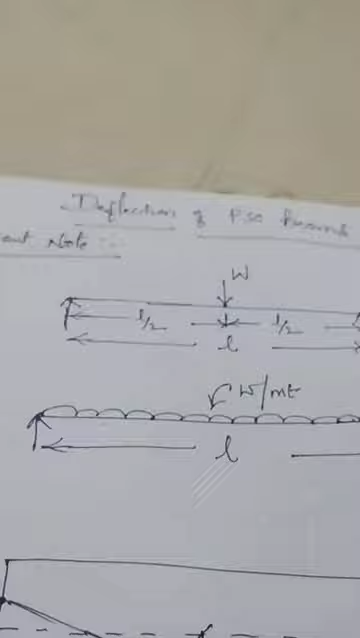 Deflection of PSC Beams
Note :
W
l/2 l/2
l
w/mt
l